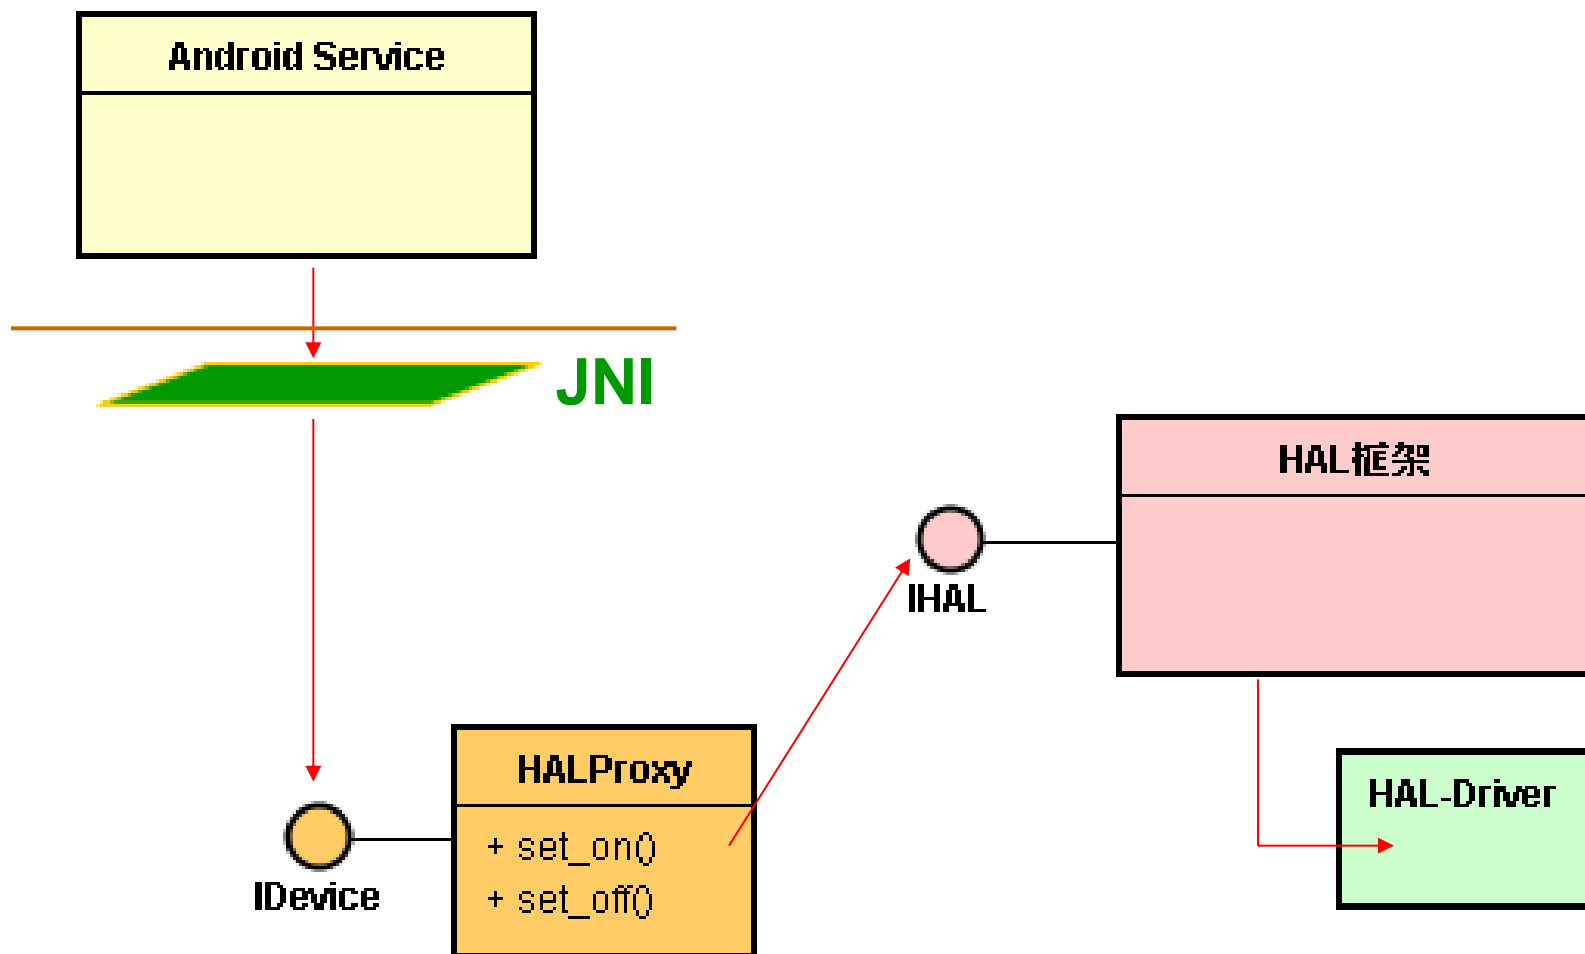 Android Service
JNI
HAL框架
IHAL
HALProxy
+ set_on()
+ set_off()
IDevice
HAL-Driver